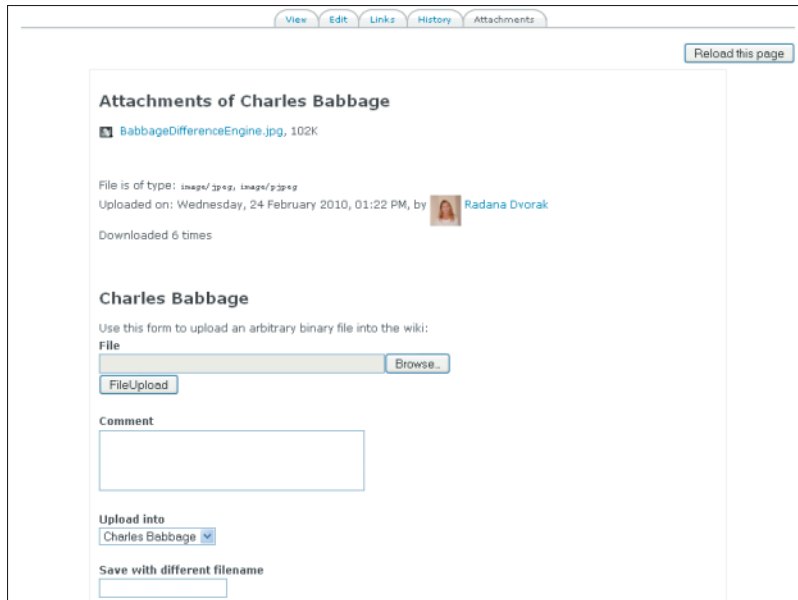 View Edit Links History Attachments
Reload this page
Attachments of Charles Babbage
BabbageDifferenceEngine.jpg, 102K
File is of type: image/jpeg, image/pjpeg
Uploaded on: Wednesday, 24 February 2010, 01:22 PM, by Radana Dvorak
Downloaded 6 times
Charles Babbage
Use this form to upload an arbitrary binary file into the wiki:
File
Browse..
FileUpload
Comment
Upload into
Charles Babbage
Save with different filename